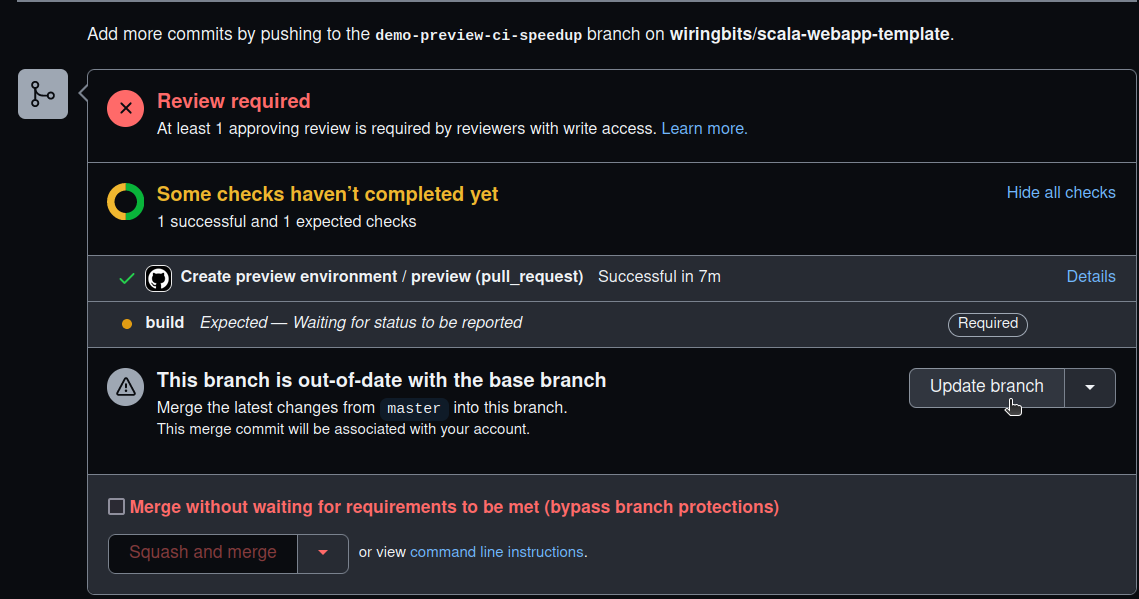 Add more commits by pushing to the demo-preview-ci-speedup branch on wiringbits/scala-webapp-template.
Review required
At least 1 approving review is required by reviewers with write access. Learn more.
Some checks haven’t completed yet
Hide all checks
1 successful and 1 expected checks
Create preview environment / preview (pull_request) Successful in 7m Details
build Expected — Waiting for status to be reported Required
This branch is out-of-date with the base branch
Update branch
Merge the latest changes from master into this branch.
This merge commit will be associated with your account.
Merge without waiting for requirements to be met (bypass branch protections)
Squash and merge or view command line instructions.